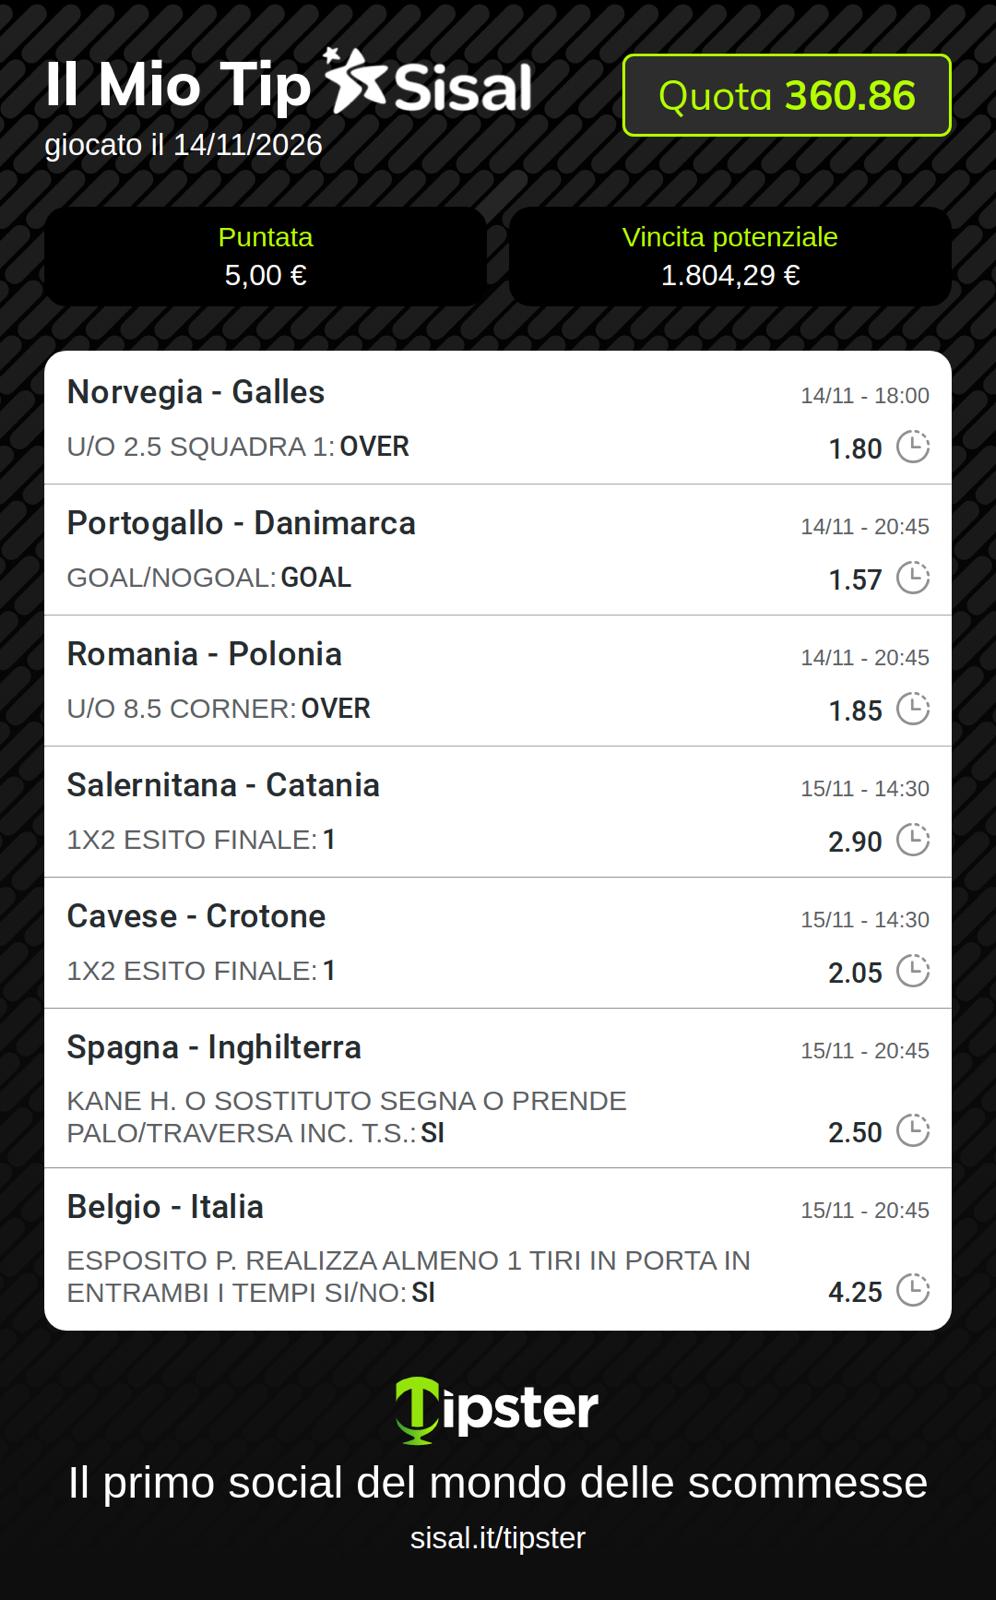 Il Mio Tip Sisal
giocato il 14/11/2026
Quota 360.86
Puntata
5,00 €
Vincita potenziale
1.804,29 €
Norvegia - Galles
14/11 - 18:00
U/O 2.5 SQUADRA 1: OVER
1.80
Portogallo - Danimarca
14/11 - 20:45
GOAL/NOGOAL: GOAL
1.57
Romania - Polonia
14/11 - 20:45
U/O 8.5 CORNER: OVER
1.85
Salernitana - Catania
15/11 - 14:30
1X2 ESITO FINALE: 1
2.90
Cavese - Crotone
15/11 - 14:30
1X2 ESITO FINALE: 1
2.05
Spagna - Inghilterra
15/11 - 20:45
KANE H. O SOSTITUTO SEGNA O PRENDE
PALO/TRAVERSA INC. T.S.: SI
2.50
Belgio - Italia
15/11 - 20:45
ESPOSITO P. REALIZZA ALMENO 1 TIRI IN PORTA IN
ENTRAMBI I TEMPI SI/NO: SI
4.25
Tipster
Il primo social del mondo delle scommesse
sisal.it/tipster